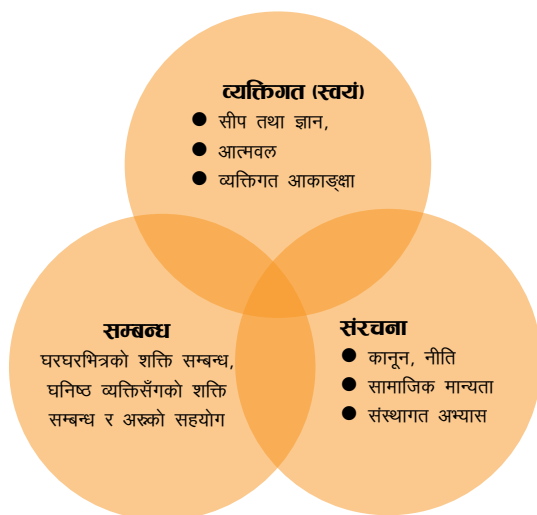 व्यक्तिगत (स्वयं)
● सीप तथा ज्ञान,
● आत्मवल
● व्यक्तिगत आकाङ्क्षा
सम्बन्ध
घरघरभित्रको शक्ति सम्बन्ध,
घनिष्ठ व्यक्तिसँगको शक्ति
सम्बन्ध र अरुको सहयोग
संरचना
● कानून, नीति
● सामाजिक मान्यता
● संस्थागत अभ्यास